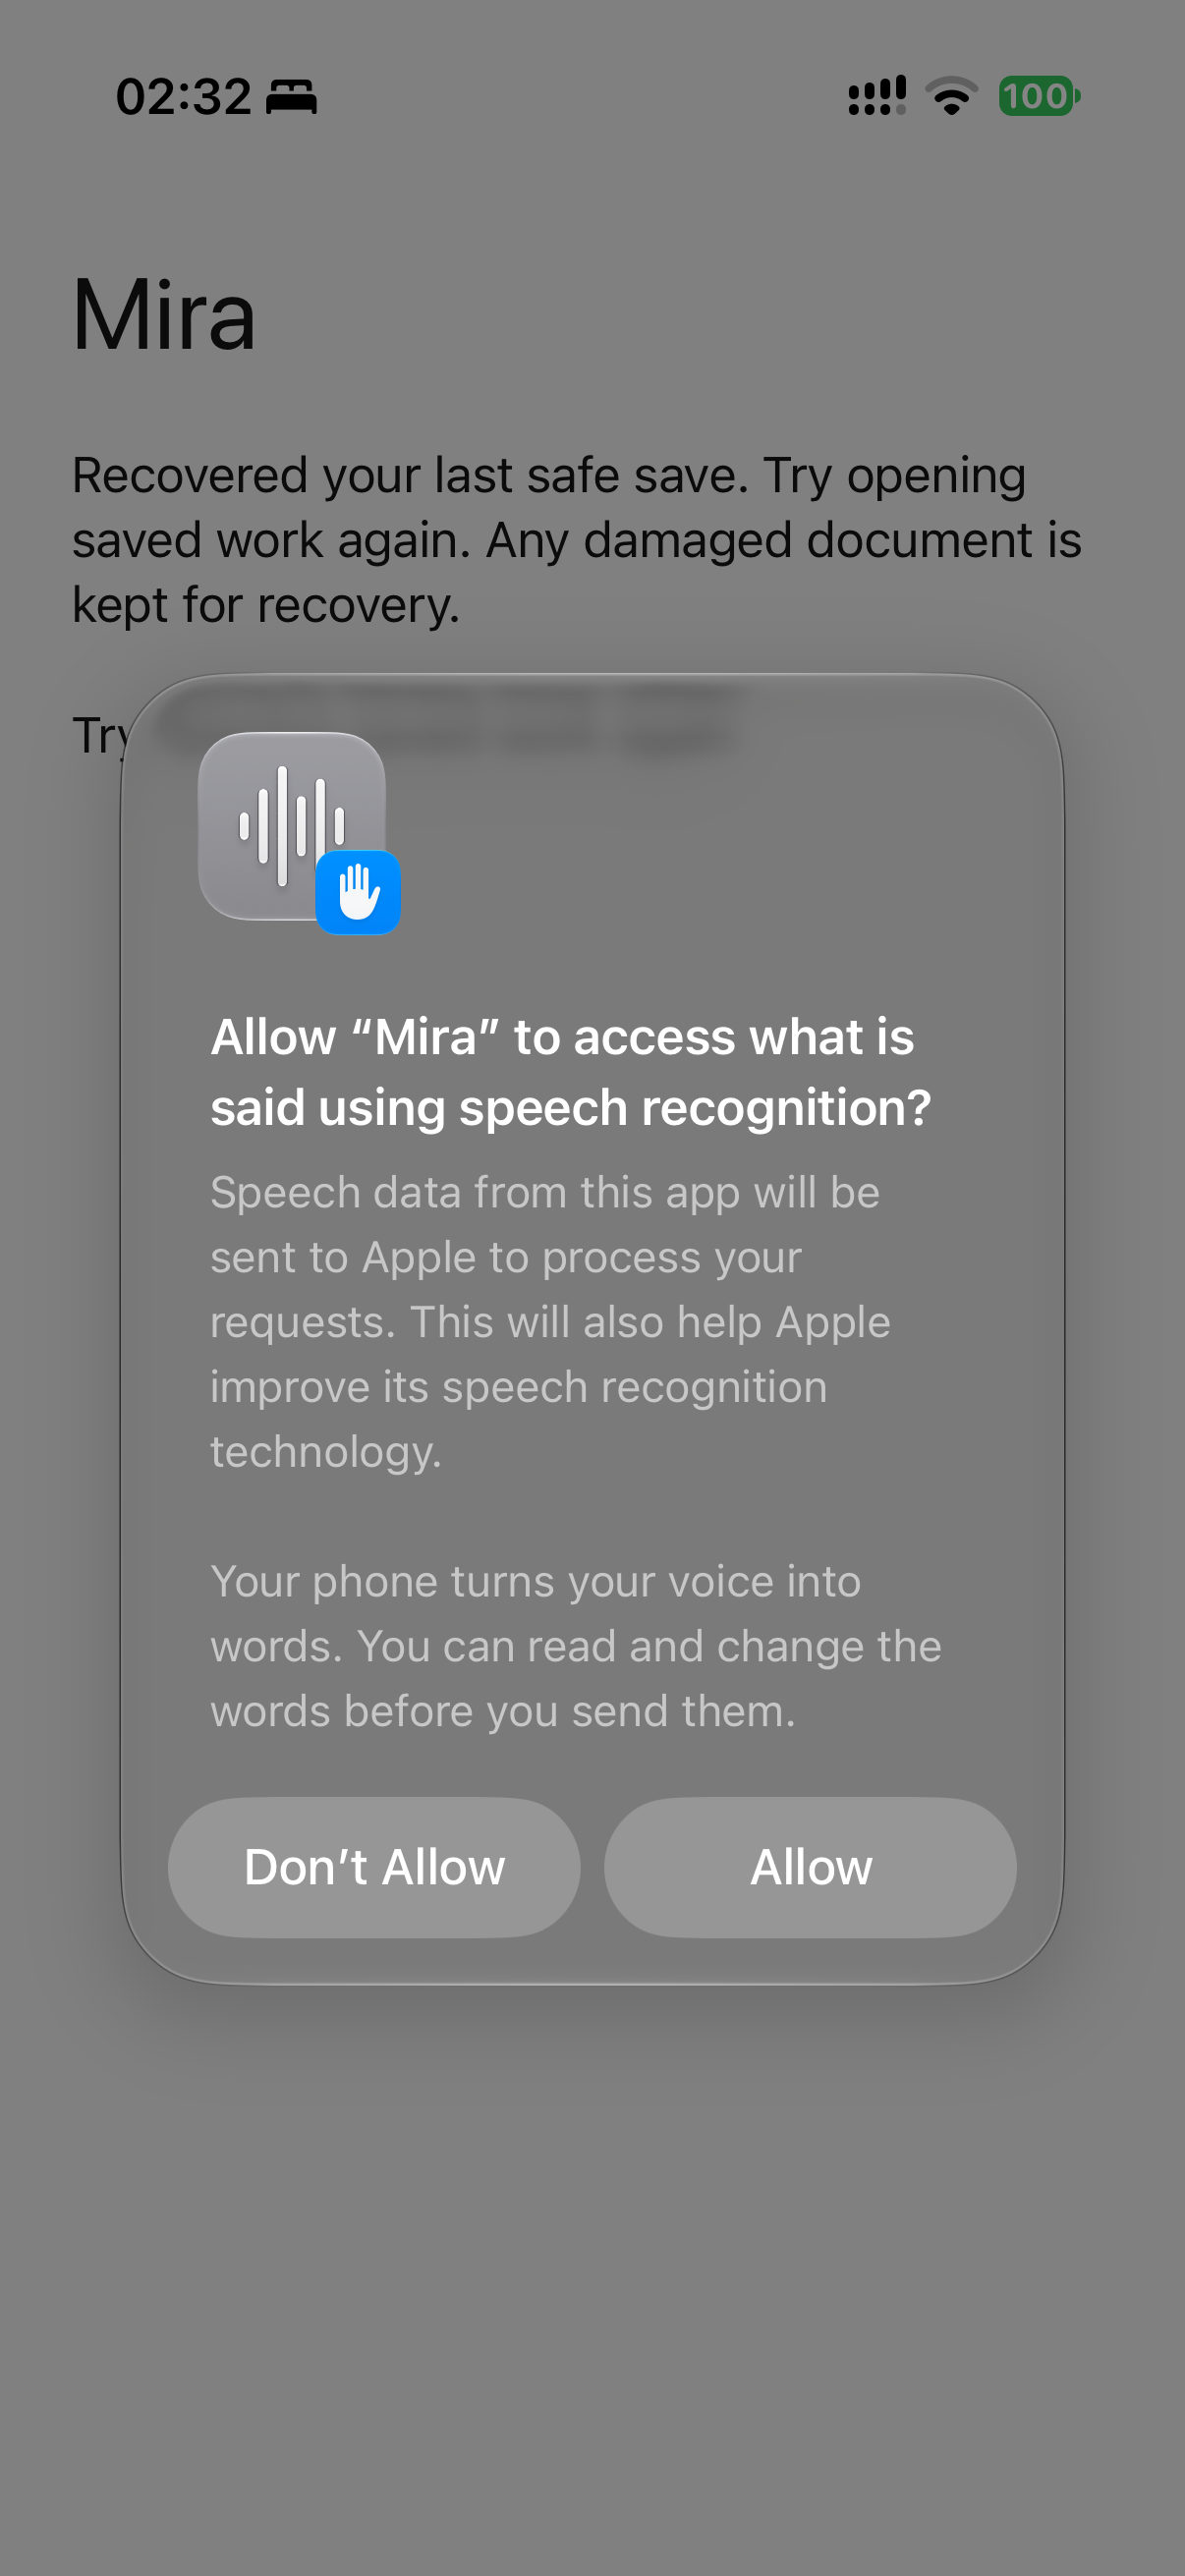 02:32
100
Mira
Recovered your last safe save. Try opening
saved work again. Any damaged document is
kept for recovery.
Try
Allow “Mira” to access what is
said using speech recognition?
Speech data from this app will be
sent to Apple to process your
requests. This will also help Apple
improve its speech recognition
technology.
Your phone turns your voice into
words. You can read and change the
words before you send them.
Don’t Allow
Allow